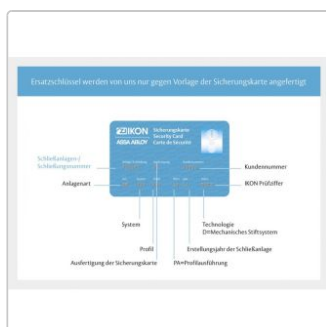 Ersatzschlüssel werden von uns nur gegen Vorlage der Sicherungskarte angefertigt
IKON
ASSA ABLOY
Sicherungskarte
Security Card
Carte de Sécurité
Schließanlagen-/
Schließungsnummer
Kundennummer
Anlagenart
IKON Prüfziffer
System
Technologie
D=Mechanisches Stiftsystem
Profil
Erstellungsjahr der Schließanlage
Ausfertigung der Sicherungskarte
PA=Profilausführung